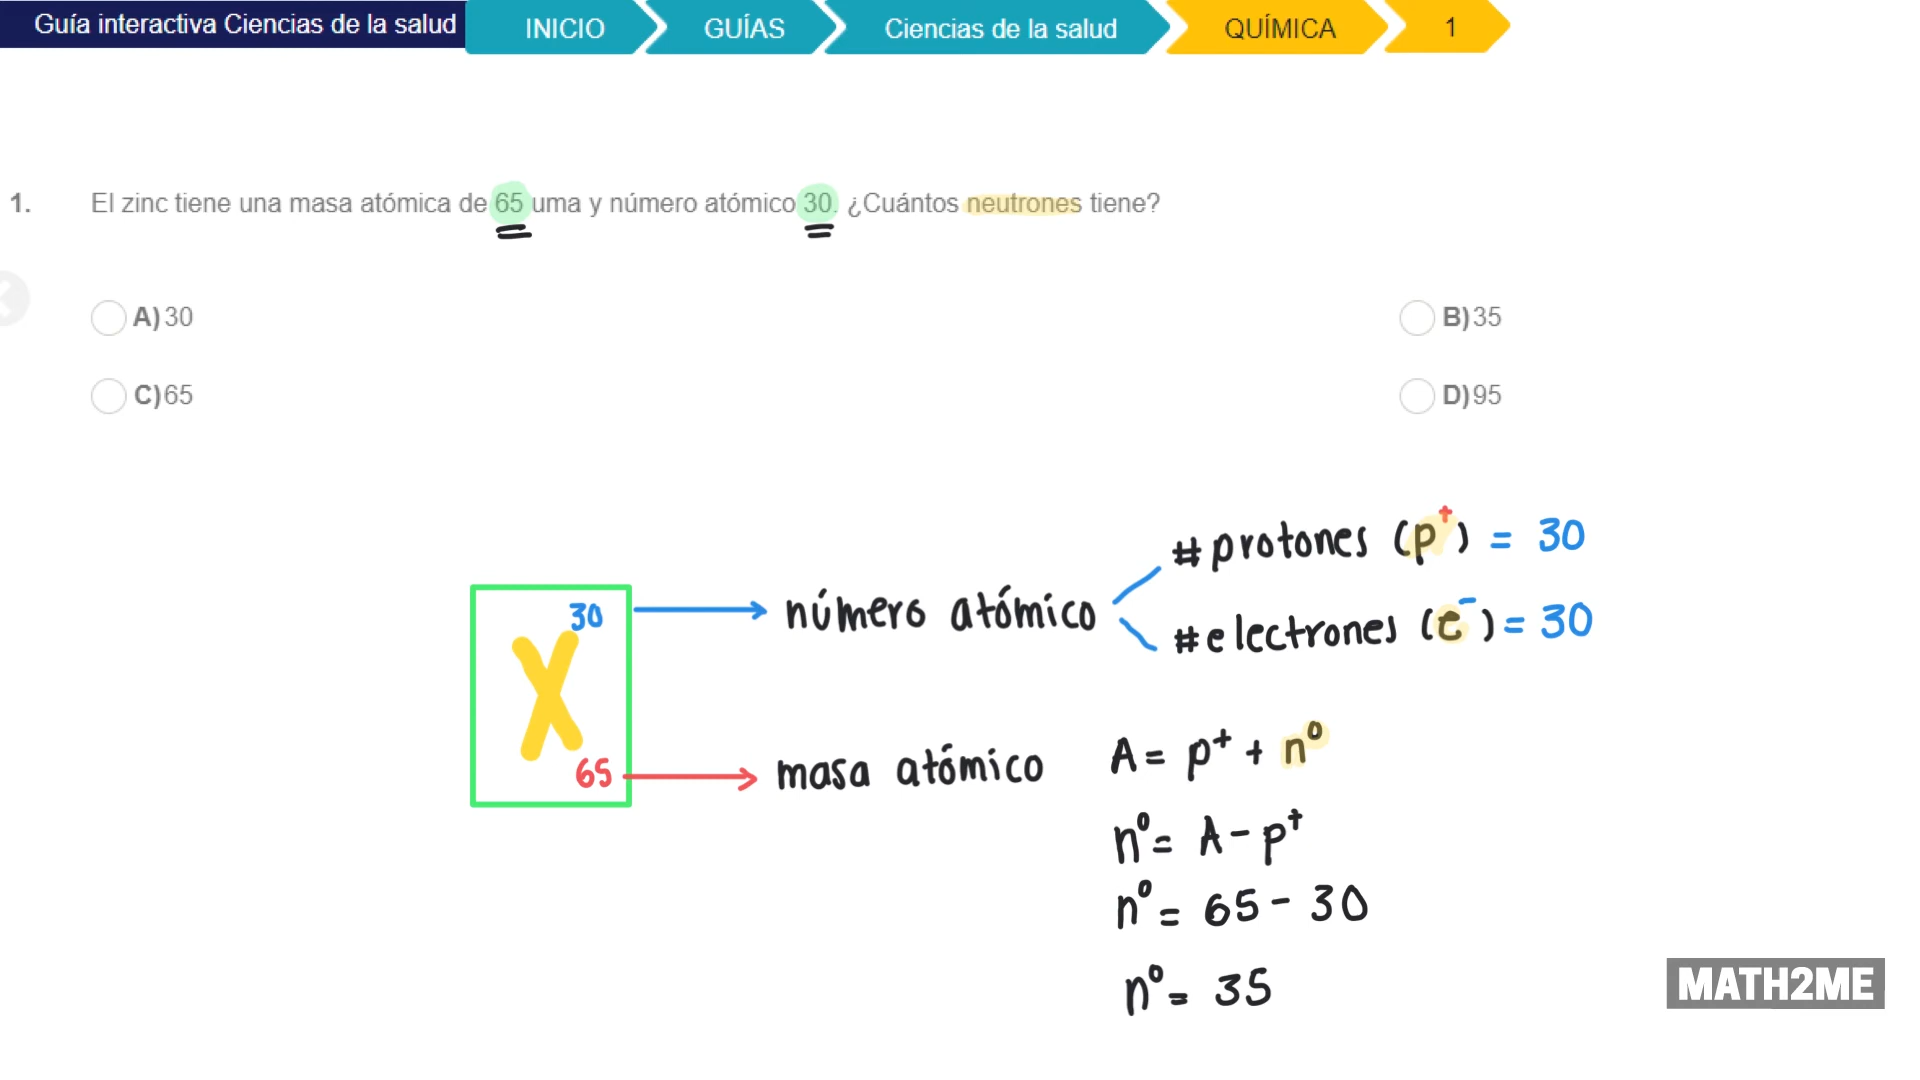 Guía interactiva Ciencias de la salud
INICIO
GUÍAS
Ciencias de la salud
QUÍMICA
1
1. El zinc tiene una masa atómica de 65 uma y número atómico 30. ¿Cuántos neutrones tiene?
A) 30
B) 35
C) 65
D) 95
#protones (p⁺) = 30
30 número atómico
#electrones (e⁻) = 30
X
65 masa atómico A = p⁺ + n⁰
n⁰ = A - p⁺
n⁰ = 65 - 30
n⁰ = 35
MATH2ME